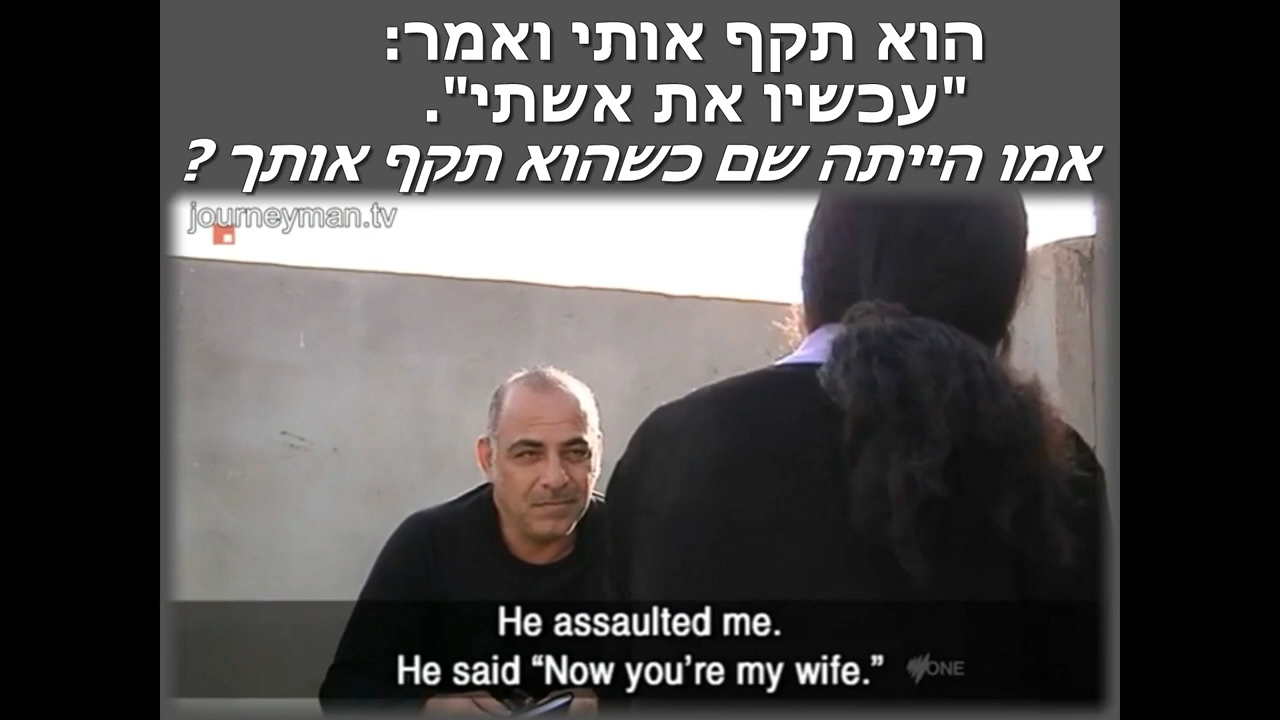 הוא תקף אותי ואמר:
"עכשיו את אשתי".
אמו הייתה שם כשהוא תקף אותך ?
journeyman.tv
He assaulted me.
He said “Now you’re my wife.”
ONE